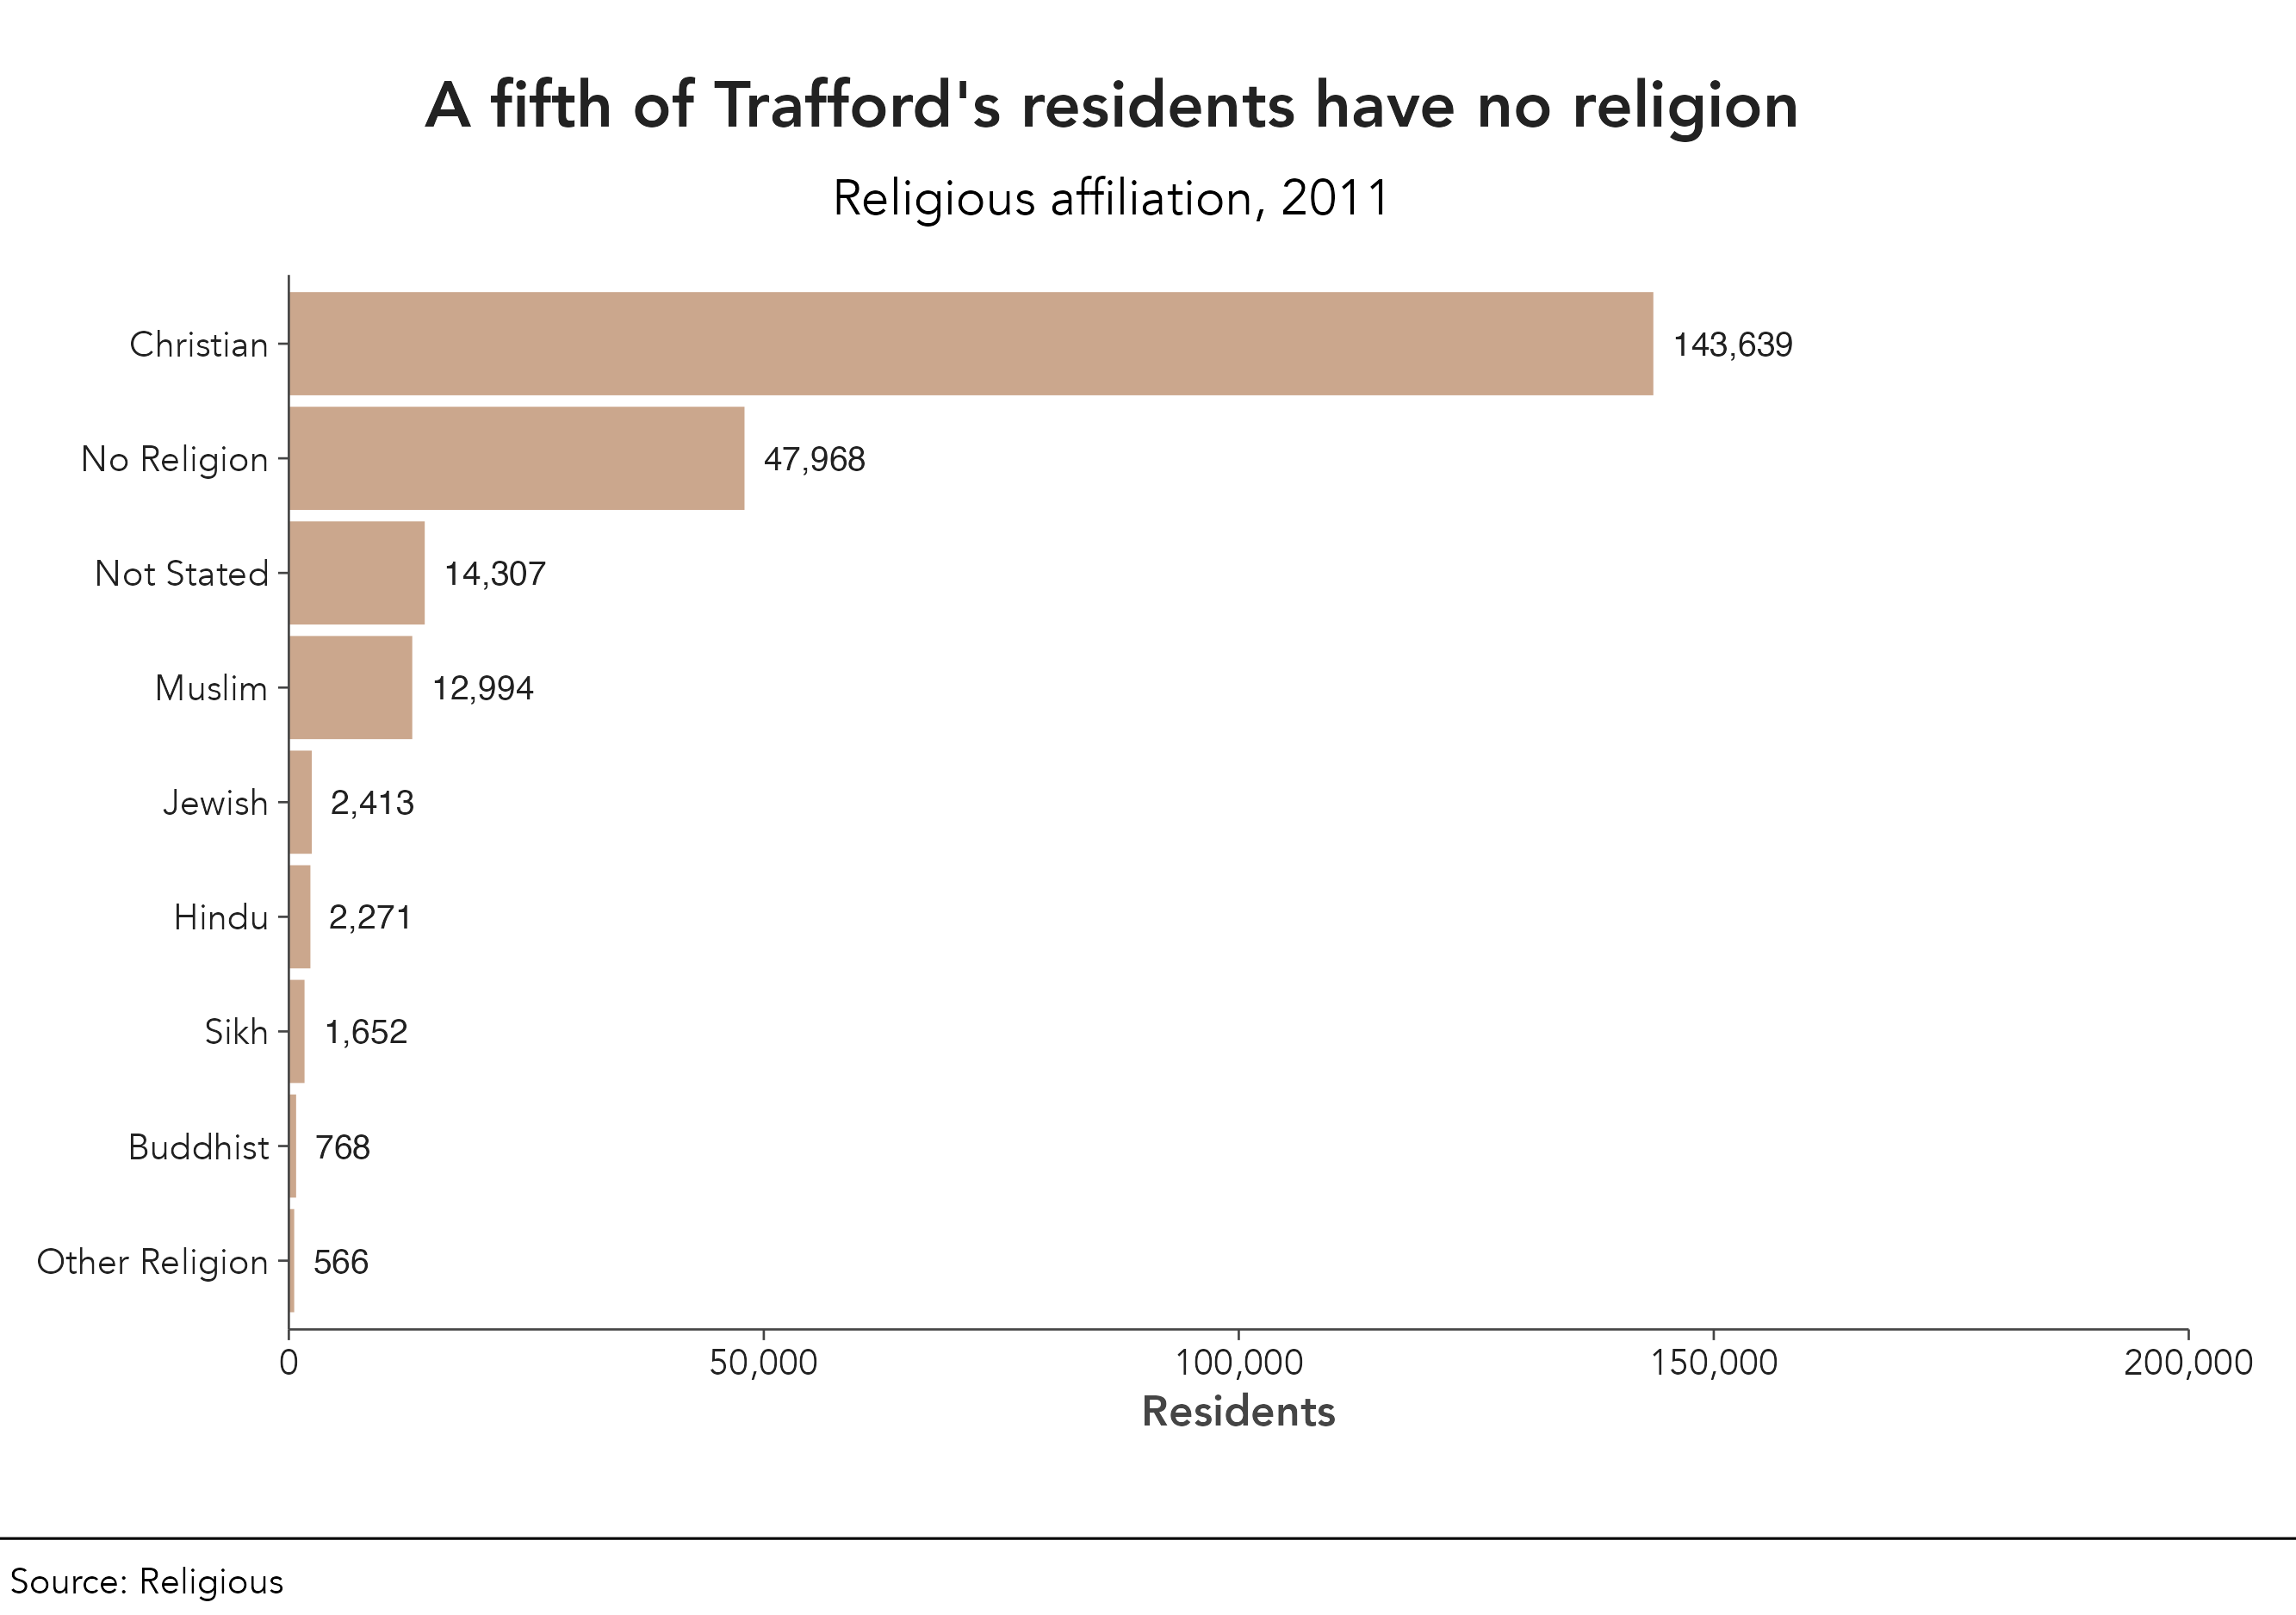 A fifth of Trafford's residents have no religion
Religious affiliation, 2011
Christian 143,639
No Religion 47,968
Not Stated 14,307
Muslim 12,994
Jewish 2,413
Hindu 2,271
Sikh 1,652
Buddhist 768
Other Religion 566
0 50,000 100,000 150,000 200,000
Residents
Source: Religious